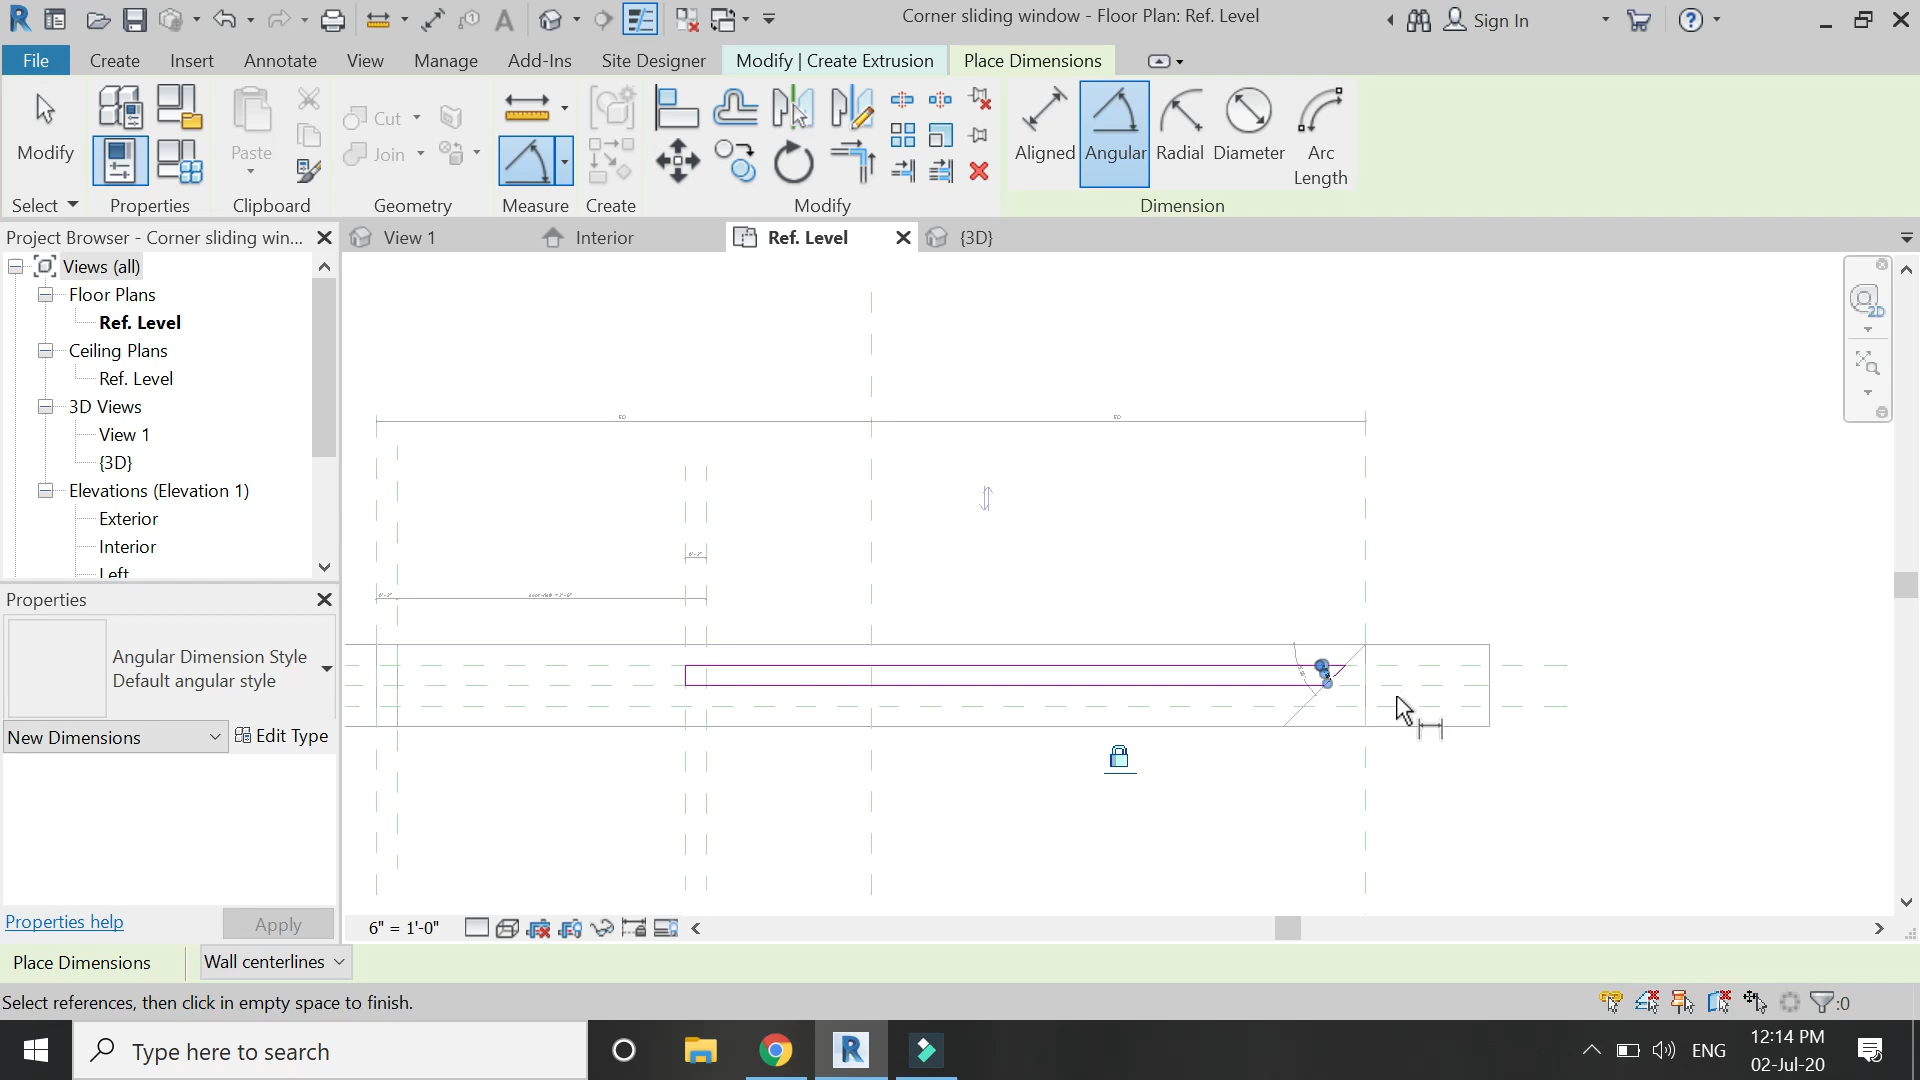 Corner sliding window - Floor Plan: Ref. Level
Sign In
File Create Insert Annotate View Manage Add-Ins Site Designer Modify | Create Extrusion Place Dimensions
Modify
Cut
Join
Paste
Aligned Angular Radial Diameter Arc Length
Select Properties Clipboard Geometry Measure Create Modify Dimension
Project Browser - Corner sliding win...
View 1 Interior Ref. Level {3D}
Views (all)
Floor Plans
Ref. Level
Ceiling Plans
Ref. Level
3D Views
View 1
{3D}
Elevations (Elevation 1)
Exterior
Interior
Left
2D
EQ EQ
Properties
Angular Dimension Style
Default angular style
New Dimensions Edit Type
Properties help Apply
6" = 1'-0"
Place Dimensions Wall centerlines
Select references, then click in empty space to finish.
:0
Type here to search
ENG
12:14 PM
02-Jul-20